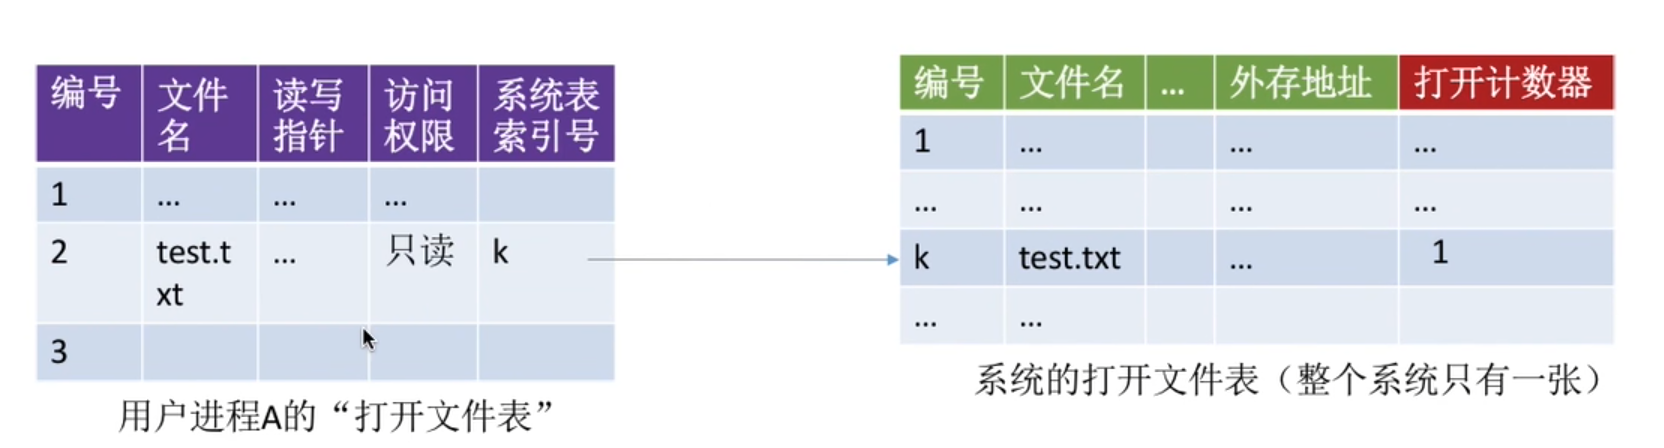 编号 文件名 读写指针 访问权限 系统表索引号
1 ... ... ...
2 test.txt ... 只读 k
3
用户进程A的“打开文件表”
编号 文件名 ... 外存地址 打开计数器
1 ... ... ...
... ... ... ...
k test.txt ... 1
... ...
系统的打开文件表（整个系统只有一张）